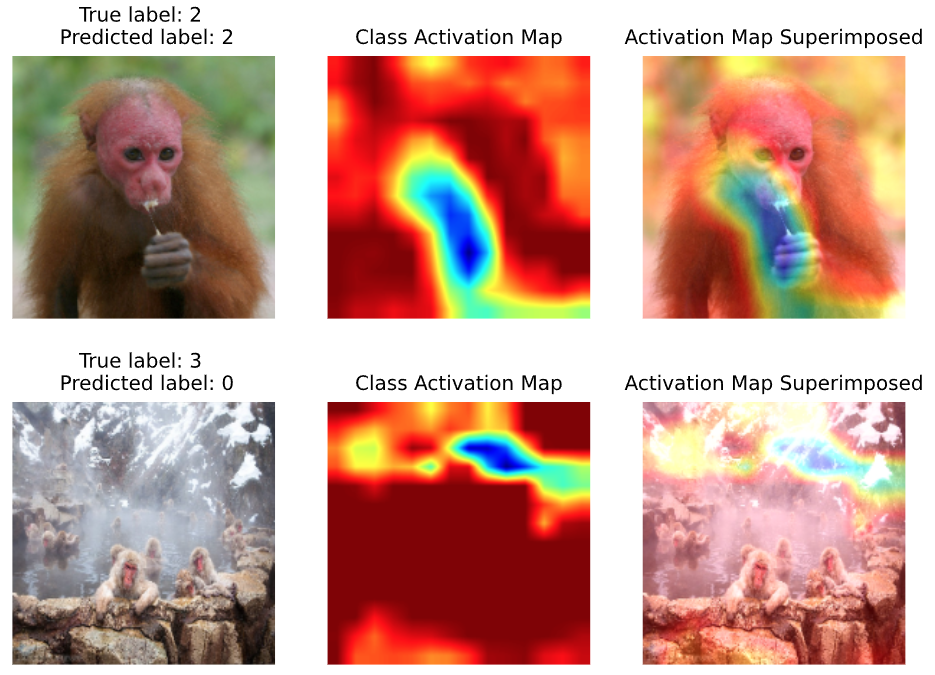 True label: 2
Predicted label: 2
Class Activation Map
Activation Map Superimposed
True label: 3
Predicted label: 0
Class Activation Map
Activation Map Superimposed